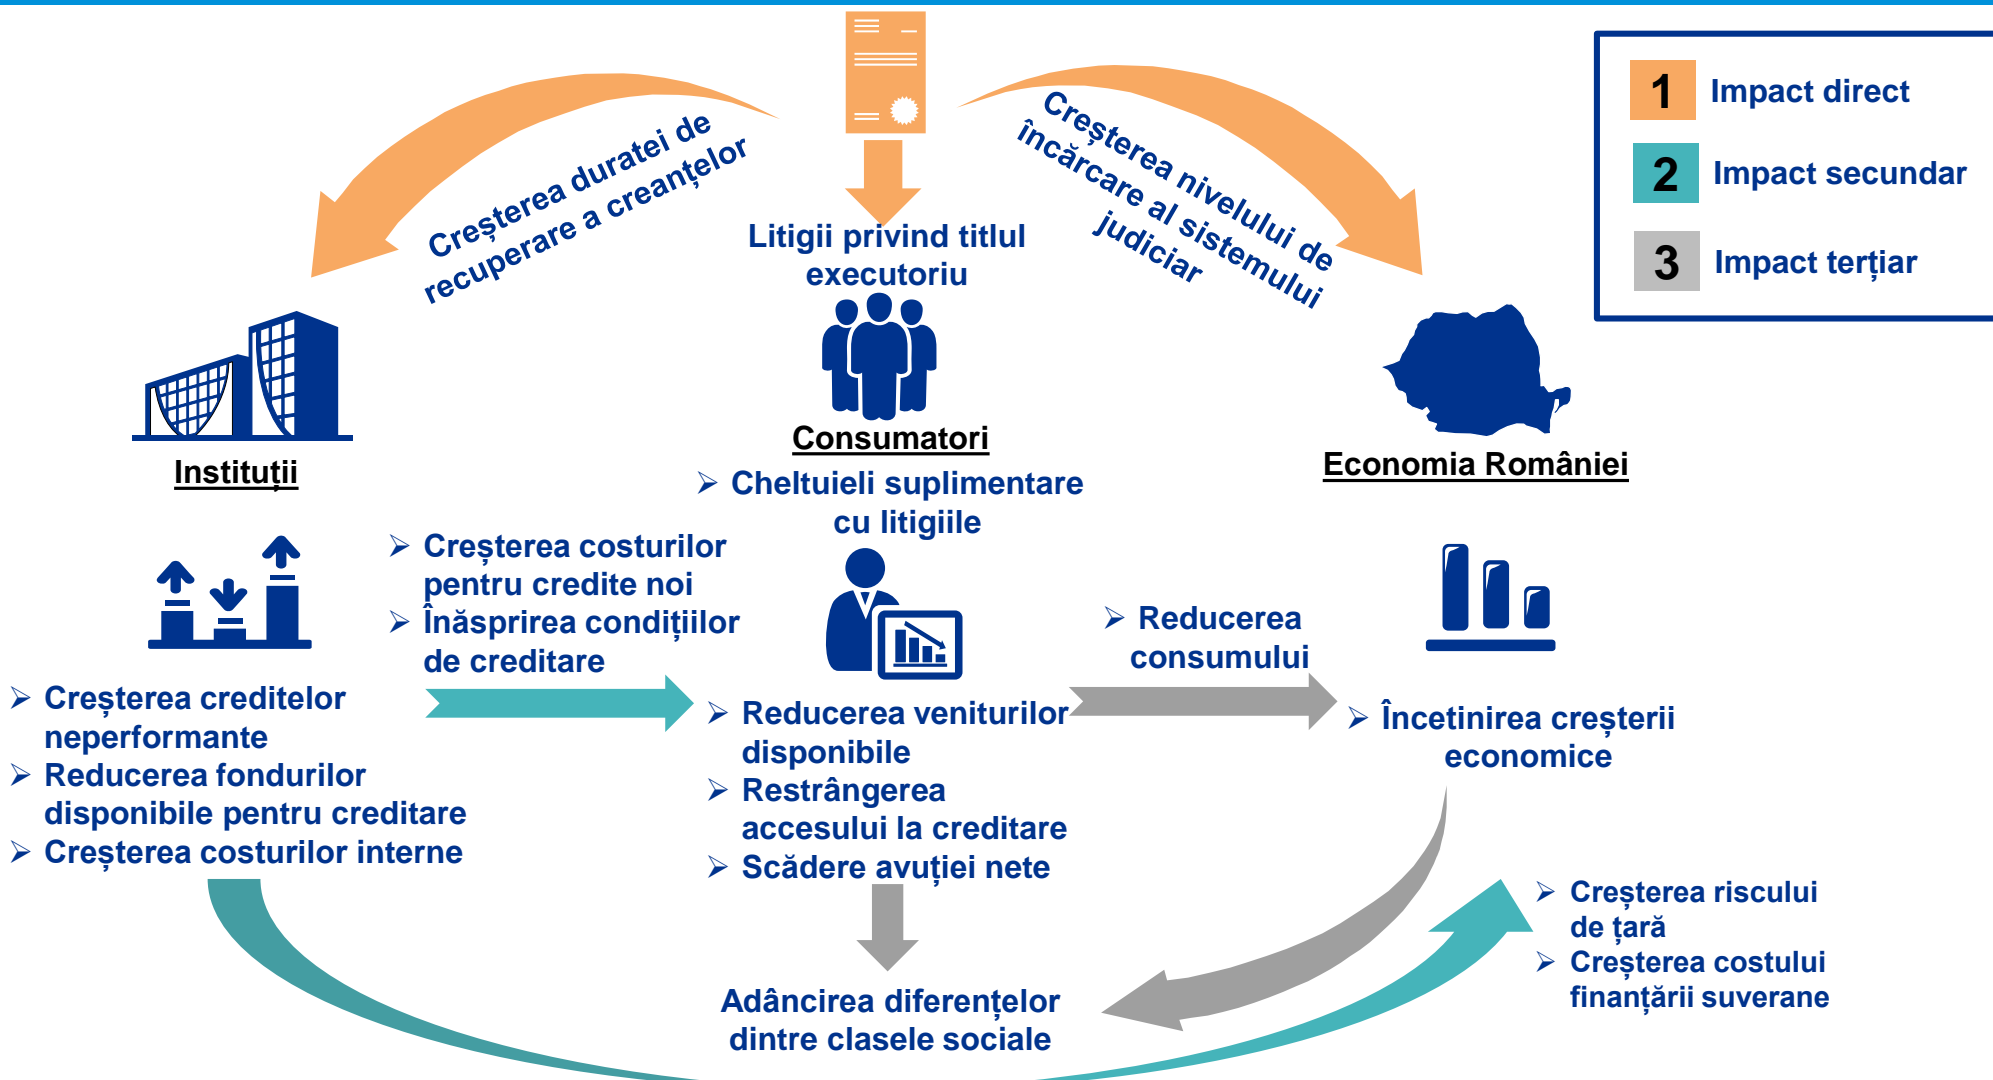 1 Impact direct
2 Impact secundar
3 Impact terțiar
Creșterea duratei de
recuperare a creanțelor
Litigii privind titlul
executoriu
Creșterea nivelului de
încărcare al sistemului
judiciar
Instituții
Consumatori
Economia României
➢ Cheltuieli suplimentare
cu litigiile
➢ Creșterea costurilor
pentru credite noi
➢ Înăsprirea condițiilor
de creditare
➢ Reducerea
consumului
➢ Creșterea creditelor
neperformante
➢ Reducerea fondurilor
disponibile pentru creditare
➢ Creșterea costurilor interne
➢ Reducerea veniturilor
disponibile
➢ Restrângerea
accesului la creditare
➢ Scădere avuției nete
➢ Încetinirea creșterii
economice
➢ Creșterea riscului
de țară
➢ Creșterea costului
finanțării suverane
Adâncirea diferențelor
dintre clasele sociale